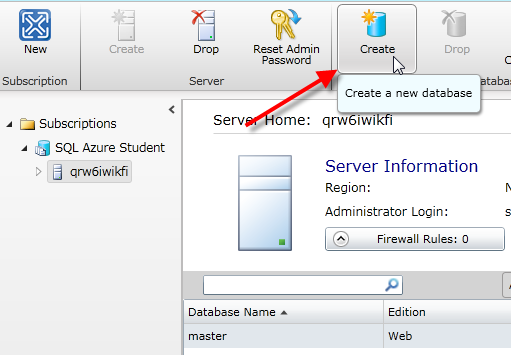 New
Create
Drop
Reset Admin
Password
Create
Drop
Subscription
Server
Create a new database
Subscriptions
SQL Azure Student
qrw6iwikfi
Server Home: qrw6iwikfi
Server Information
Region:
Administrator Login:
Firewall Rules: 0
Database Name
Edition
master
Web